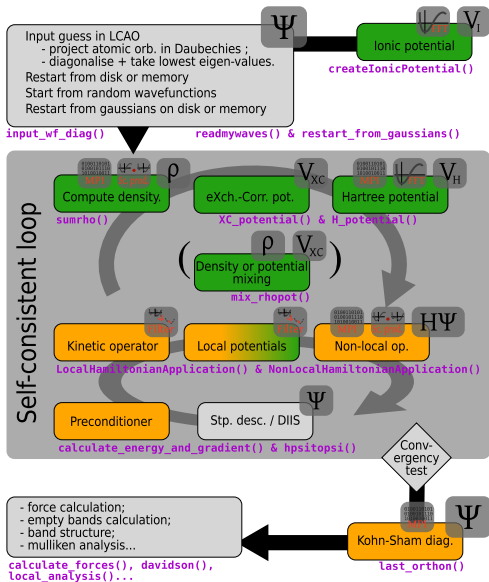 Input guess in LCAO
- project atomic orb. in Daubechies ;
- diagonalise + take lowest eigen-values.
Restart from disk or memory
Start from random wavefunctions
Restart from gaussians on disk or memory
Ψ
V_I
Ionic potential
createIonicPotential()
input_wf_diag()
readmywaves() & restart_from_gaussians()
Self-consistent loop
ρ
V_XC
V_H
Compute density.
eXch.-Corr. pot.
Hartree potential
sumrho()
XC_potential() & H_potential()
( ρ V_XC )
Density or potential
mixing
mix_rhopot()
HΨ
Kinetic operator
Local potentials
Non-local op.
LocalHamiltonianApplication() & NonLocalHamiltonianApplication()
Ψ
Preconditioner
Stp. desc. / DIIS
calculate_energy_and_gradient() & hpsitopsi()
Conv-
ergency
test
- force calculation;
- empty bands calculation;
- band structure;
- mulliken analysis...
Ψ
Kohn-Sham diag.
last_orthon()
calculate_forces(), davidson(),
local_analysis()...